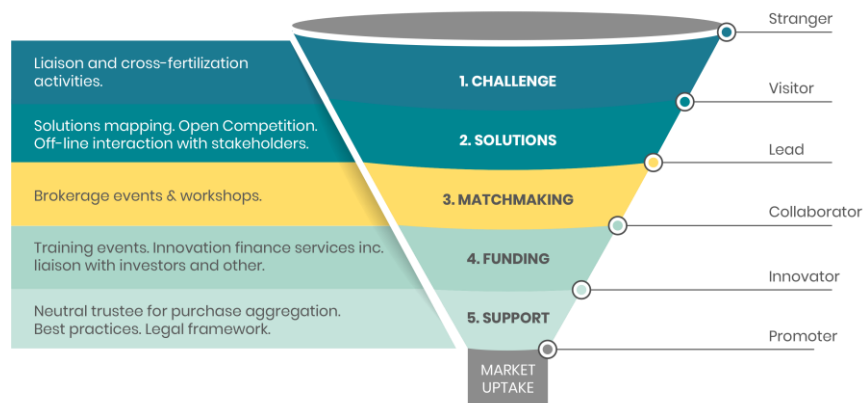 Stranger
Liaison and cross-fertilization
activities.
1. CHALLENGE
Visitor
Solutions mapping. Open Competition.
Off-line interaction with stakeholders.
2. SOLUTIONS
Lead
Brokerage events & workshops.
3. MATCHMAKING
Collaborator
Training events. Innovation finance services inc.
liaison with investors and other.
4. FUNDING
Innovator
Neutral trustee for purchase aggregation.
Best practices. Legal framework.
5. SUPPORT
Promoter
MARKET
UPTAKE